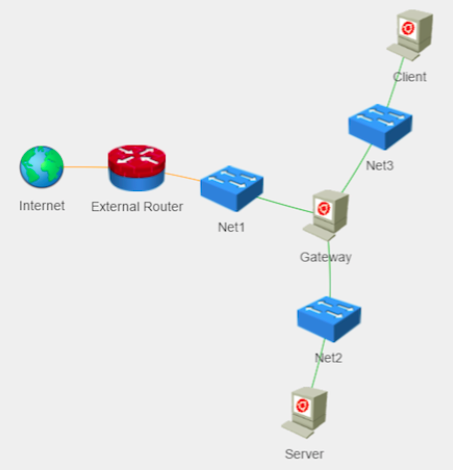 Client
Net3
Internet
External Router
Net1
Gateway
Net2
Server